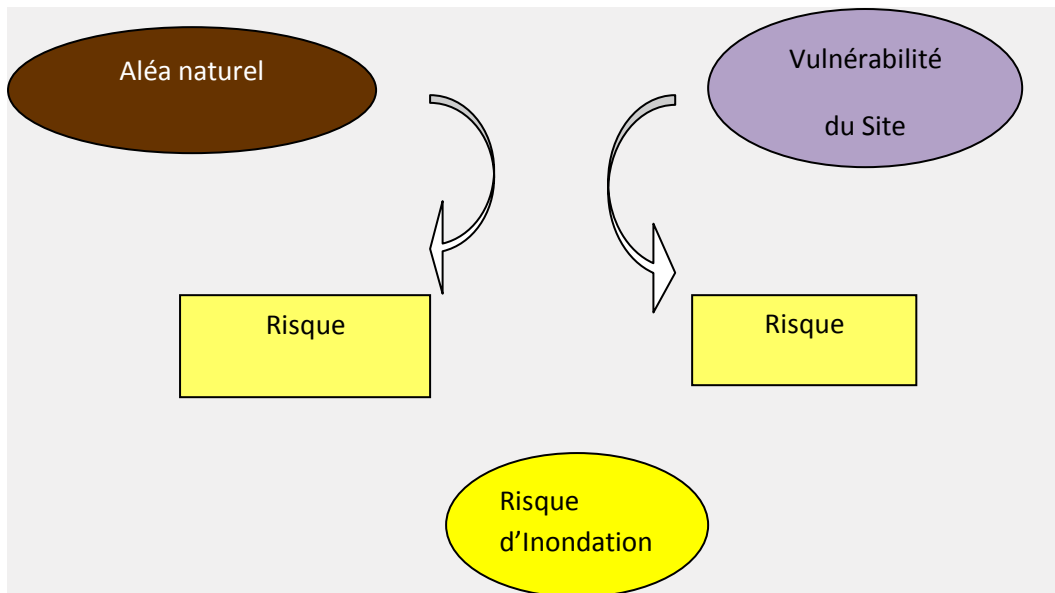 Aléa naturel
Vulnérabilité
du Site
Risque
Risque
Risque
d’Inondation